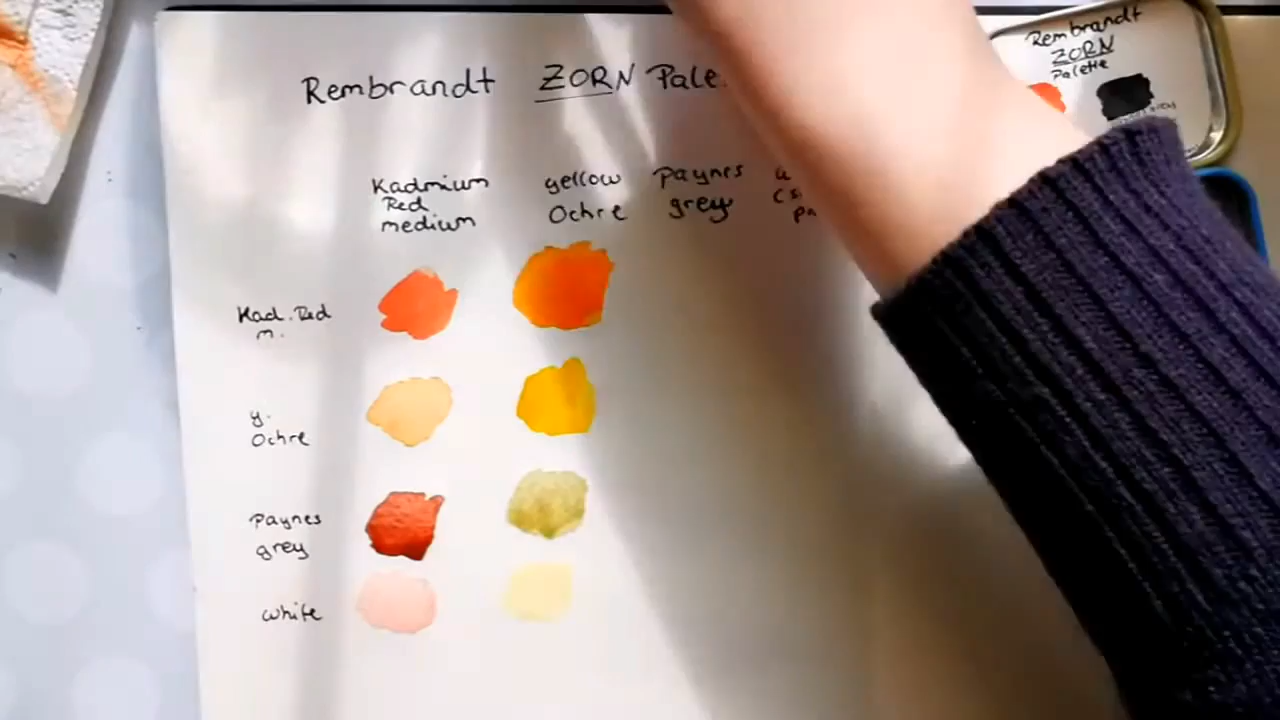 Rembrandt ZORN Pale
Kadmium
Red
medium
yellow
Ochre
Paynes
grey
Kad. Red
m.
y.
Ochre
Paynes
grey
white
Rembrandt
ZORN
Palette